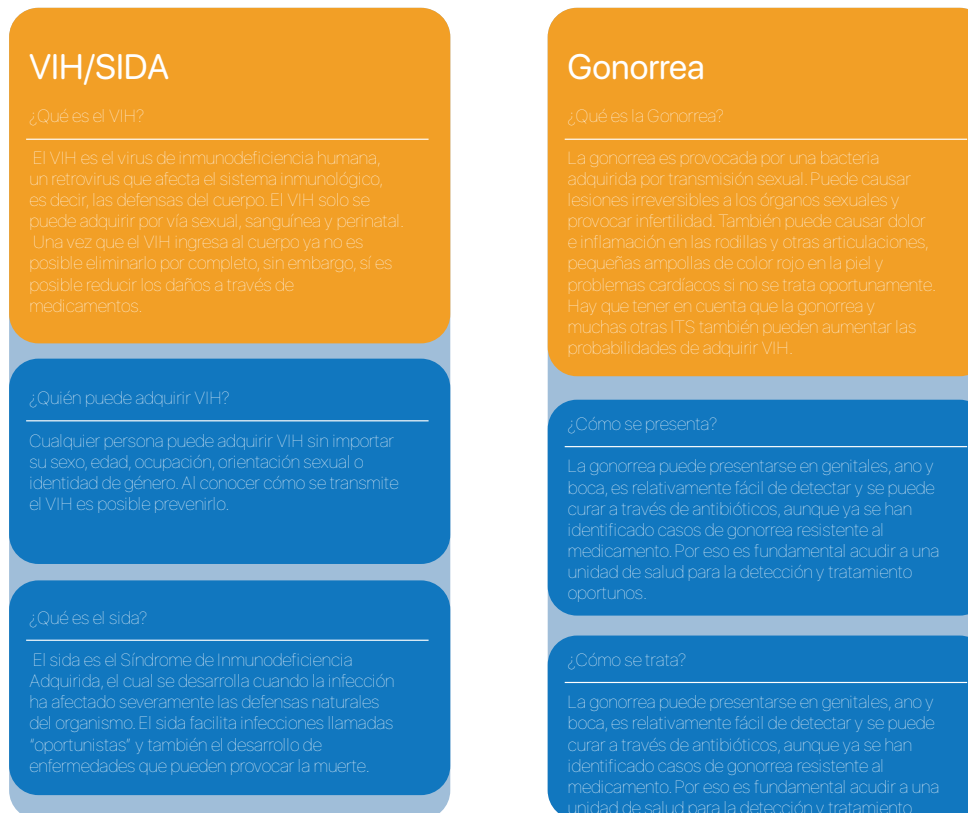 VIH/SIDA
¿Qué es el VIH?
El VIH es el virus de inmunodeficiencia humana,
un retrovirus que afecta el sistema inmunológico,
es decir, las defensas del cuerpo. El VIH solo se
puede adquirir por vía sexual, sanguínea y perinatal.
Una vez que el VIH ingresa al cuerpo ya no es
posible eliminarlo por completo, sin embargo, sí es
posible reducir los daños a través de
medicamentos.
¿Quién puede adquirir VIH?
Cualquier persona puede adquirir VIH sin importar
su sexo, edad, ocupación, orientación sexual o
identidad de género. Al conocer cómo se transmite
el VIH es posible prevenirlo.
¿Qué es el sida?
El sida es el Síndrome de Inmunodeficiencia
Adquirida, el cual se desarrolla cuando la infección
ha afectado severamente las defensas naturales
del organismo. El sida facilita infecciones llamadas
“oportunistas” y también el desarrollo de
enfermedades que pueden provocar la muerte.
Gonorrea
¿Qué es la Gonorrea?
La gonorrea es provocada por una bacteria
adquirida por transmisión sexual. Puede causar
lesiones irreversibles a los órganos sexuales y
provocar infertilidad. También puede causar dolor
e inflamación en las rodillas y otras articulaciones,
pequeñas ampollas de color rojo en la piel y
problemas cardíacos si no se trata oportunamente.
Hay que tener en cuenta que la gonorrea y
muchas otras ITS también pueden aumentar las
probabilidades de adquirir VIH.
¿Cómo se presenta?
La gonorrea puede presentarse en genitales, ano y
boca, es relativamente fácil de detectar y se puede
curar a través de antibióticos, aunque ya se han
identificado casos de gonorrea resistente al
medicamento. Por eso es fundamental acudir a una
unidad de salud para la detección y tratamiento
oportunos.
¿Cómo se trata?
La gonorrea puede presentarse en genitales, ano y
boca, es relativamente fácil de detectar y se puede
curar a través de antibióticos, aunque ya se han
identificado casos de gonorrea resistente al
medicamento. Por eso es fundamental acudir a una
unidad de salud para la detección y tratamiento